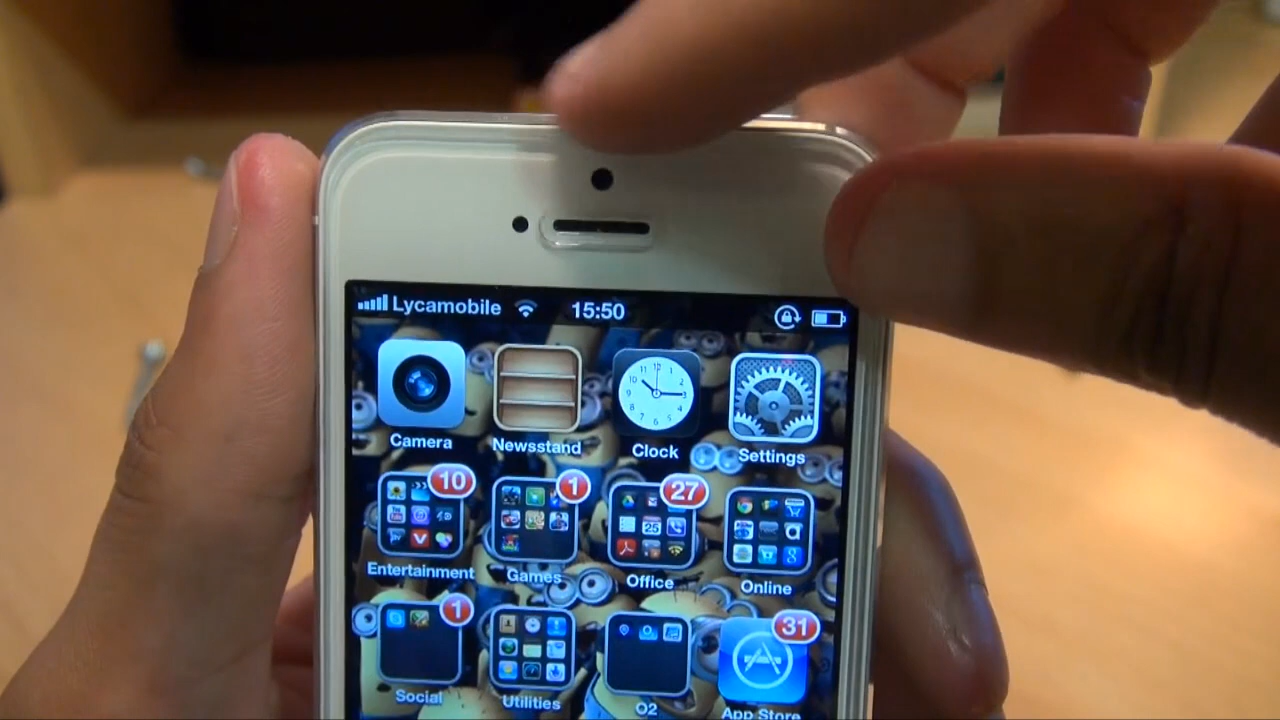 Lycamobile 15:50
Camera Newsstand Clock Settings
10 1 27
Entertainment Games Office Online
1 31
Social Utilities O2 App Store